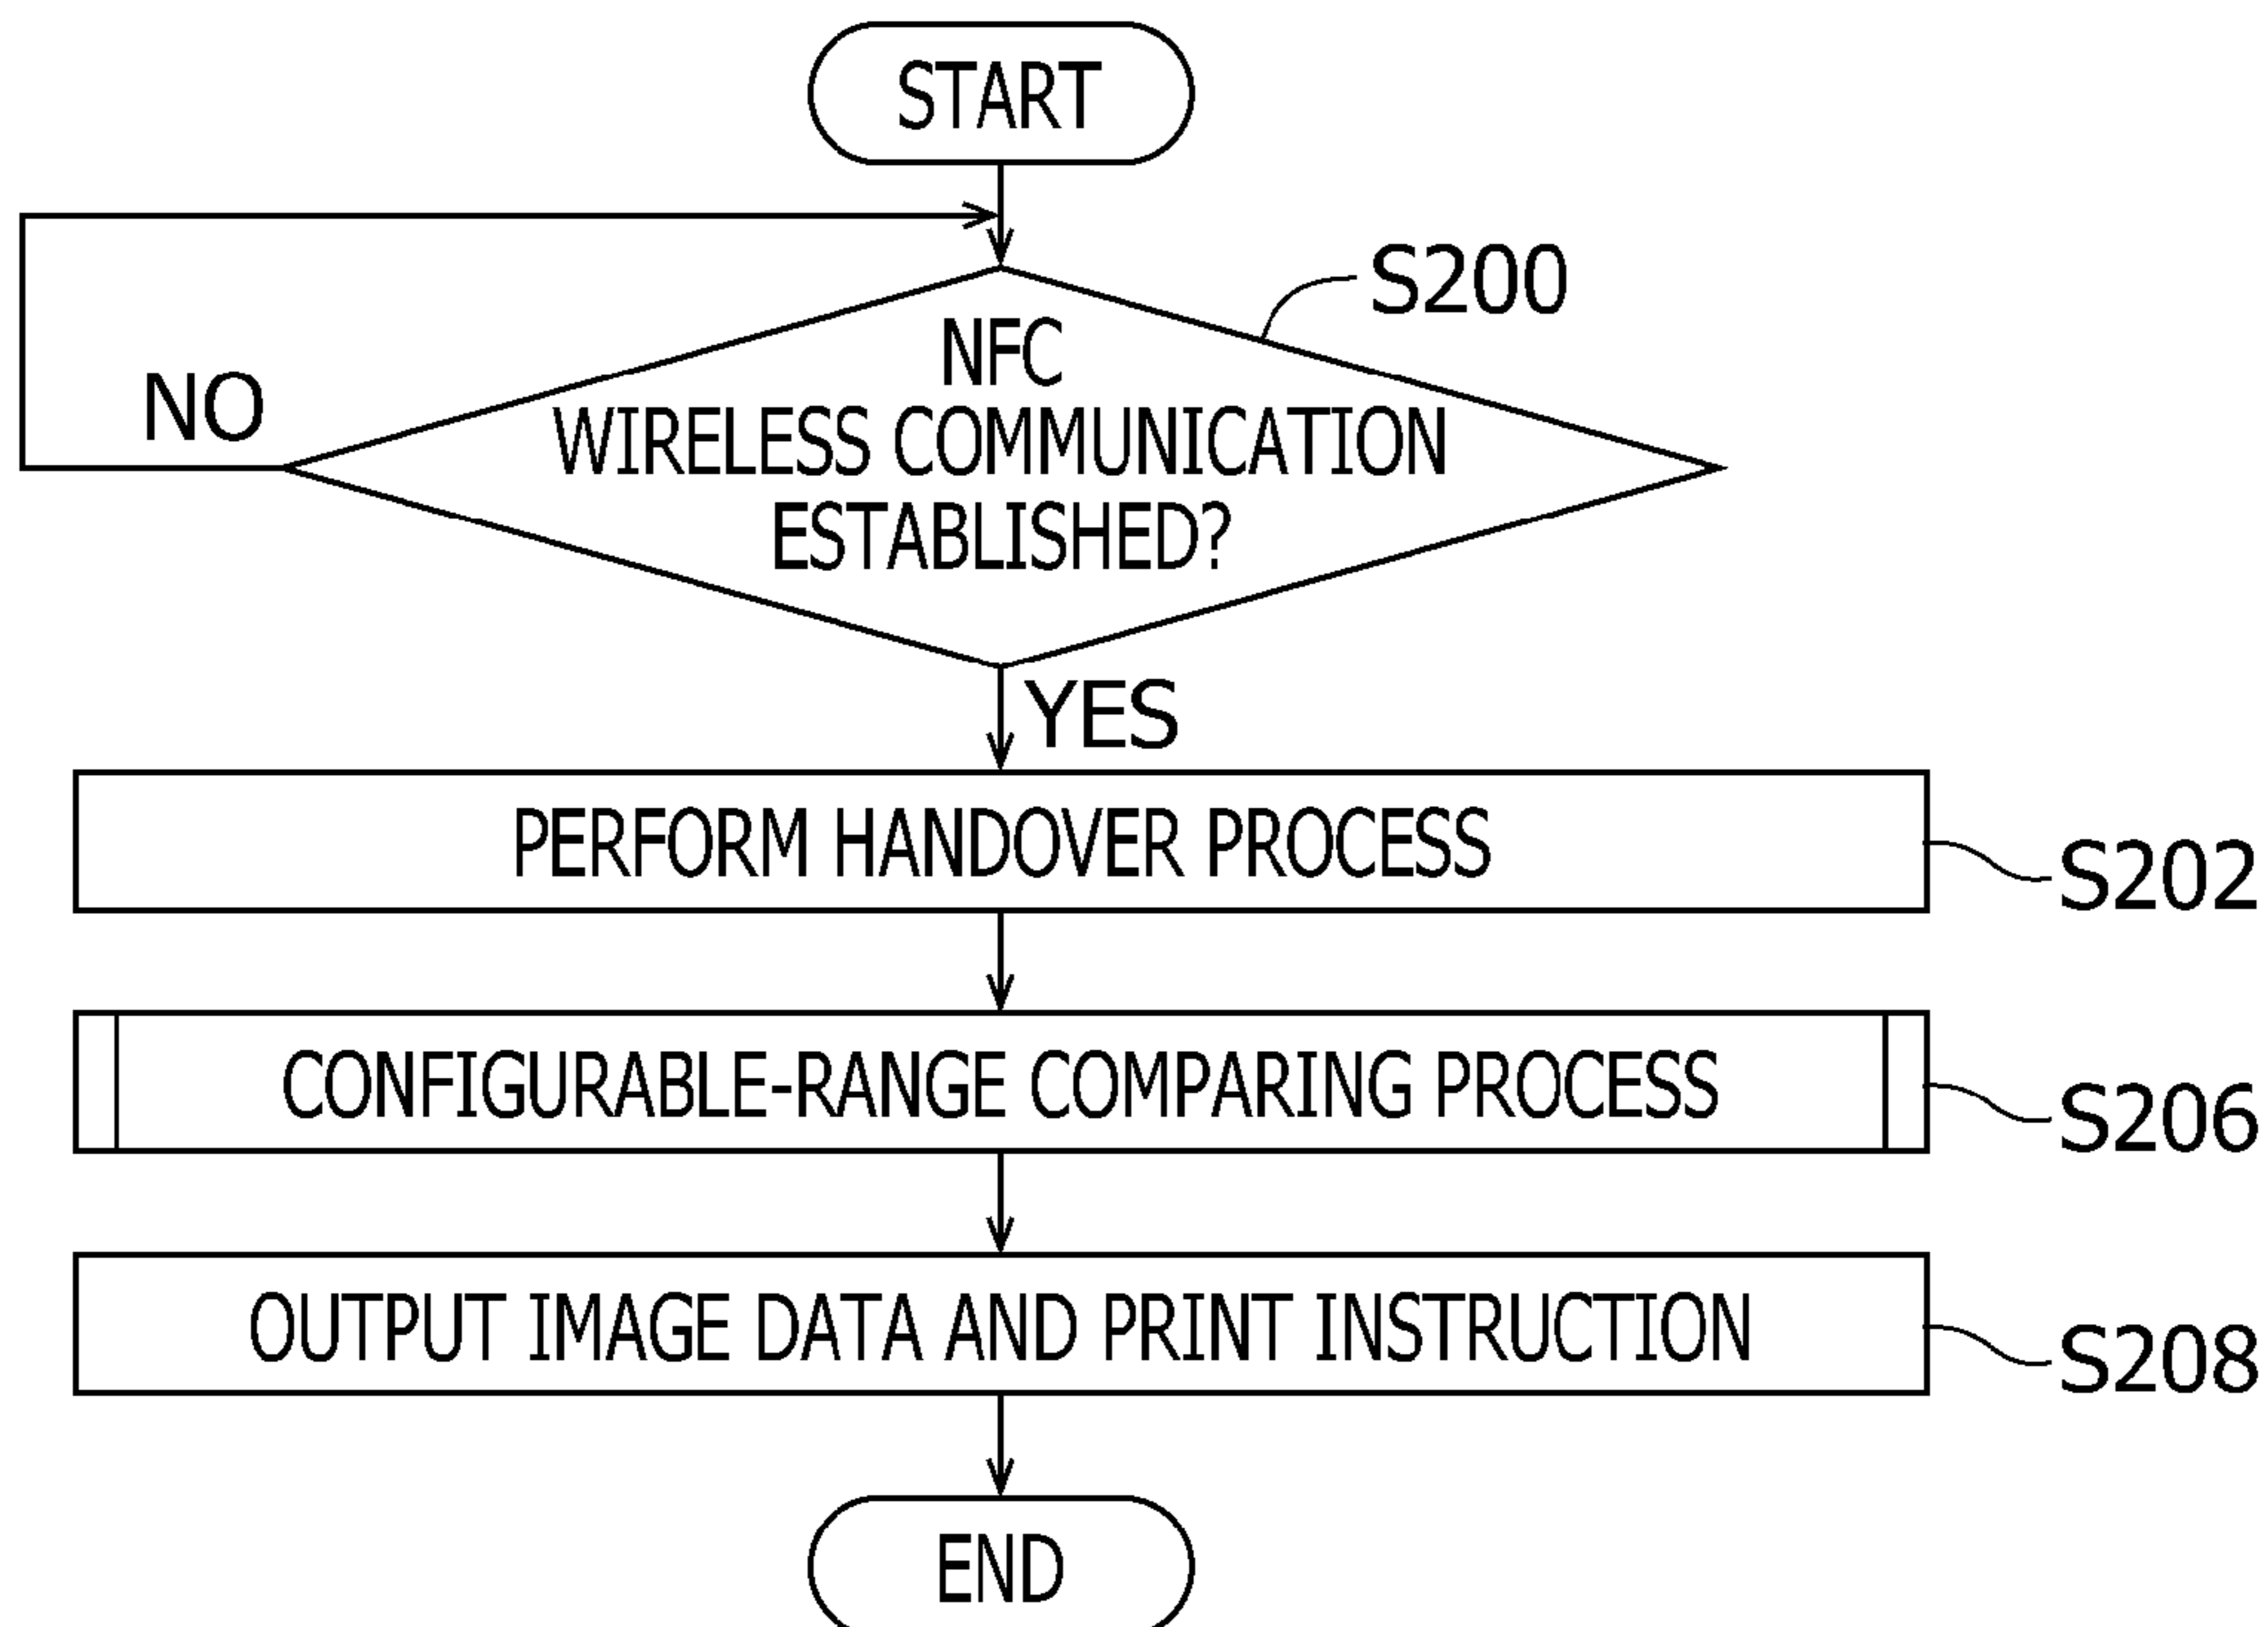 START
S200
NFC
WIRELESS COMMUNICATION
ESTABLISHED?
NO
YES
PERFORM HANDOVER PROCESS
S202
CONFIGURABLE-RANGE COMPARING PROCESS
S206
OUTPUT IMAGE DATA AND PRINT INSTRUCTION
S208
END